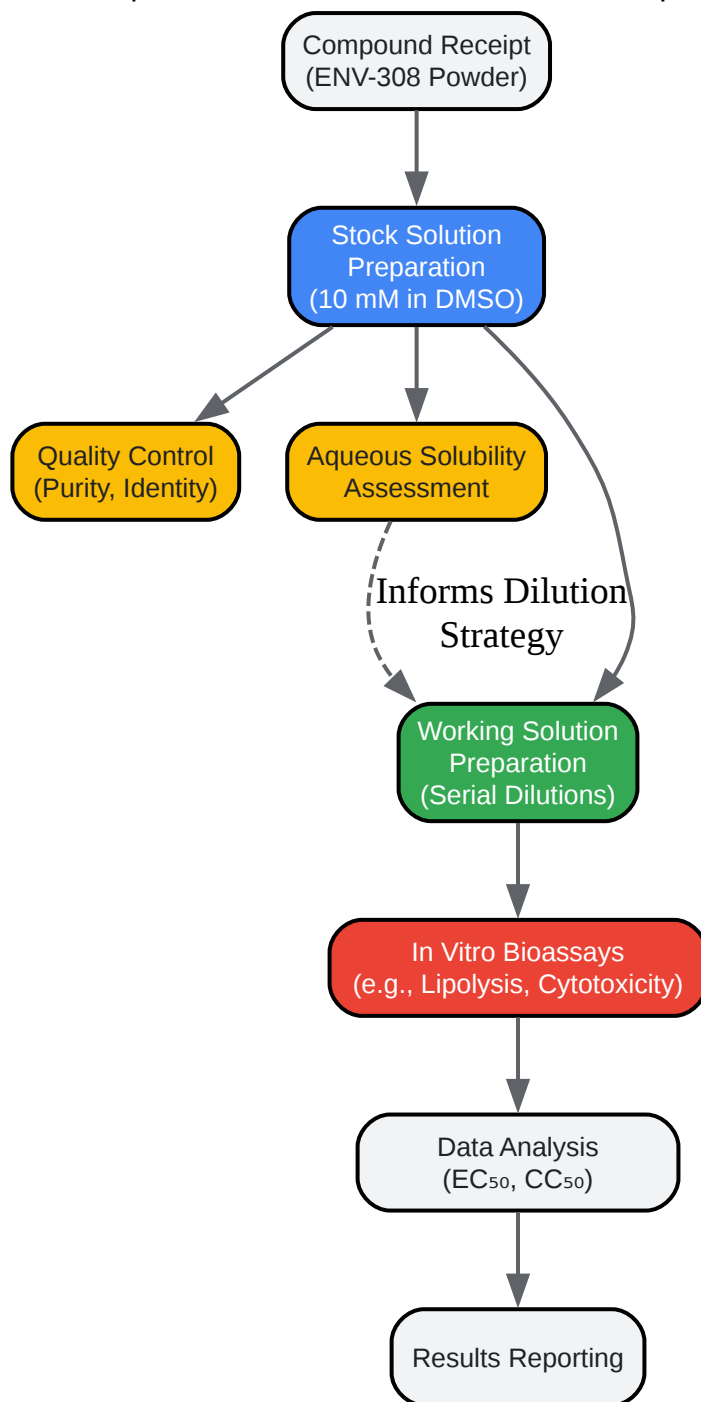 Compound Receipt
(ENV-308 Powder)
Stock Solution
Preparation
(10 mM in DMSO)
Quality Control
(Purity, Identity)
Aqueous Solubility
Assessment
Informs Dilution
Strategy
Working Solution
Preparation
(Serial Dilutions)
In Vitro Bioassays
(e.g., Lipolysis, Cytotoxicity)
Data Analysis
(EC₅₀, CC₅₀)
Results Reporting